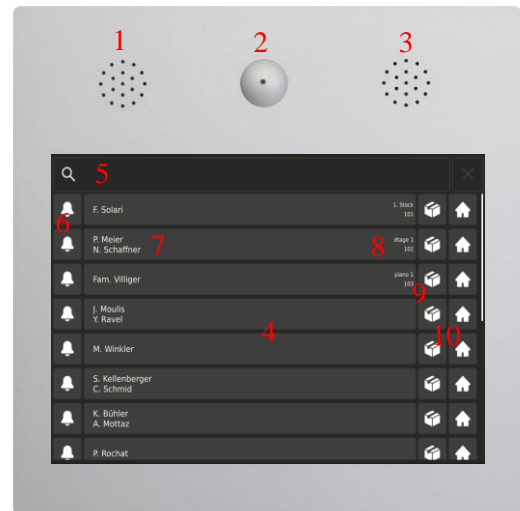 1
2
3
5
F. Solari
1. Stock
101
6
P. Meier
N. Schaffner
7
8
étage 1
102
Fam. Villiger
piano 1
103
9
J. Moulis
Y. Ravel
4
10
M. Winkler
S. Kellenberger
C. Schmid
K. Bühler
A. Mottaz
P. Rochat